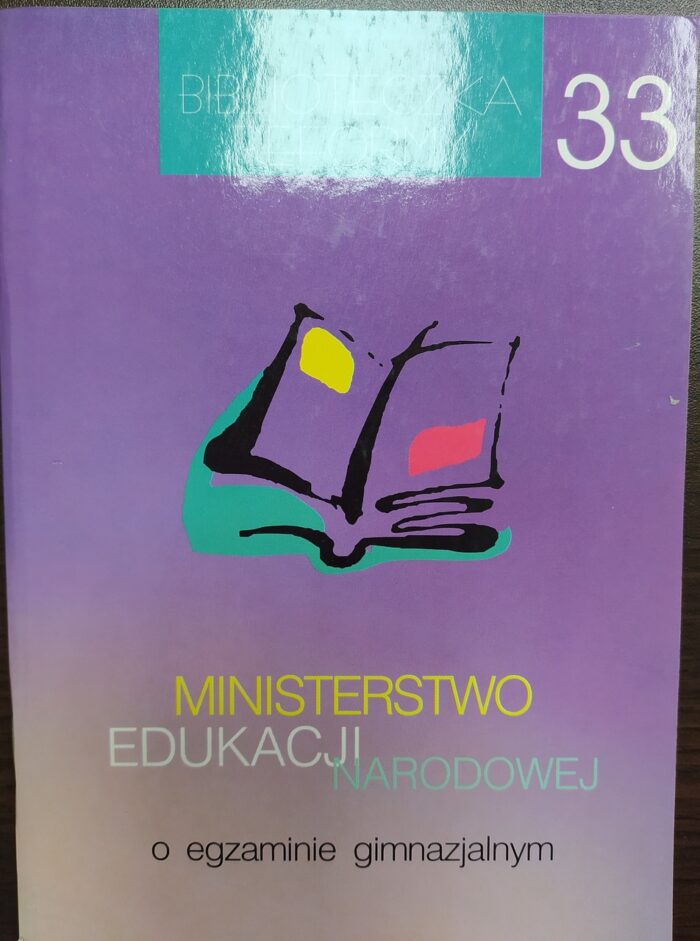 BIBLIOTECZKA
33
MINISTERSTWO
EDUKACJI
NARODOWEJ
o egzaminie gimnazjalnym